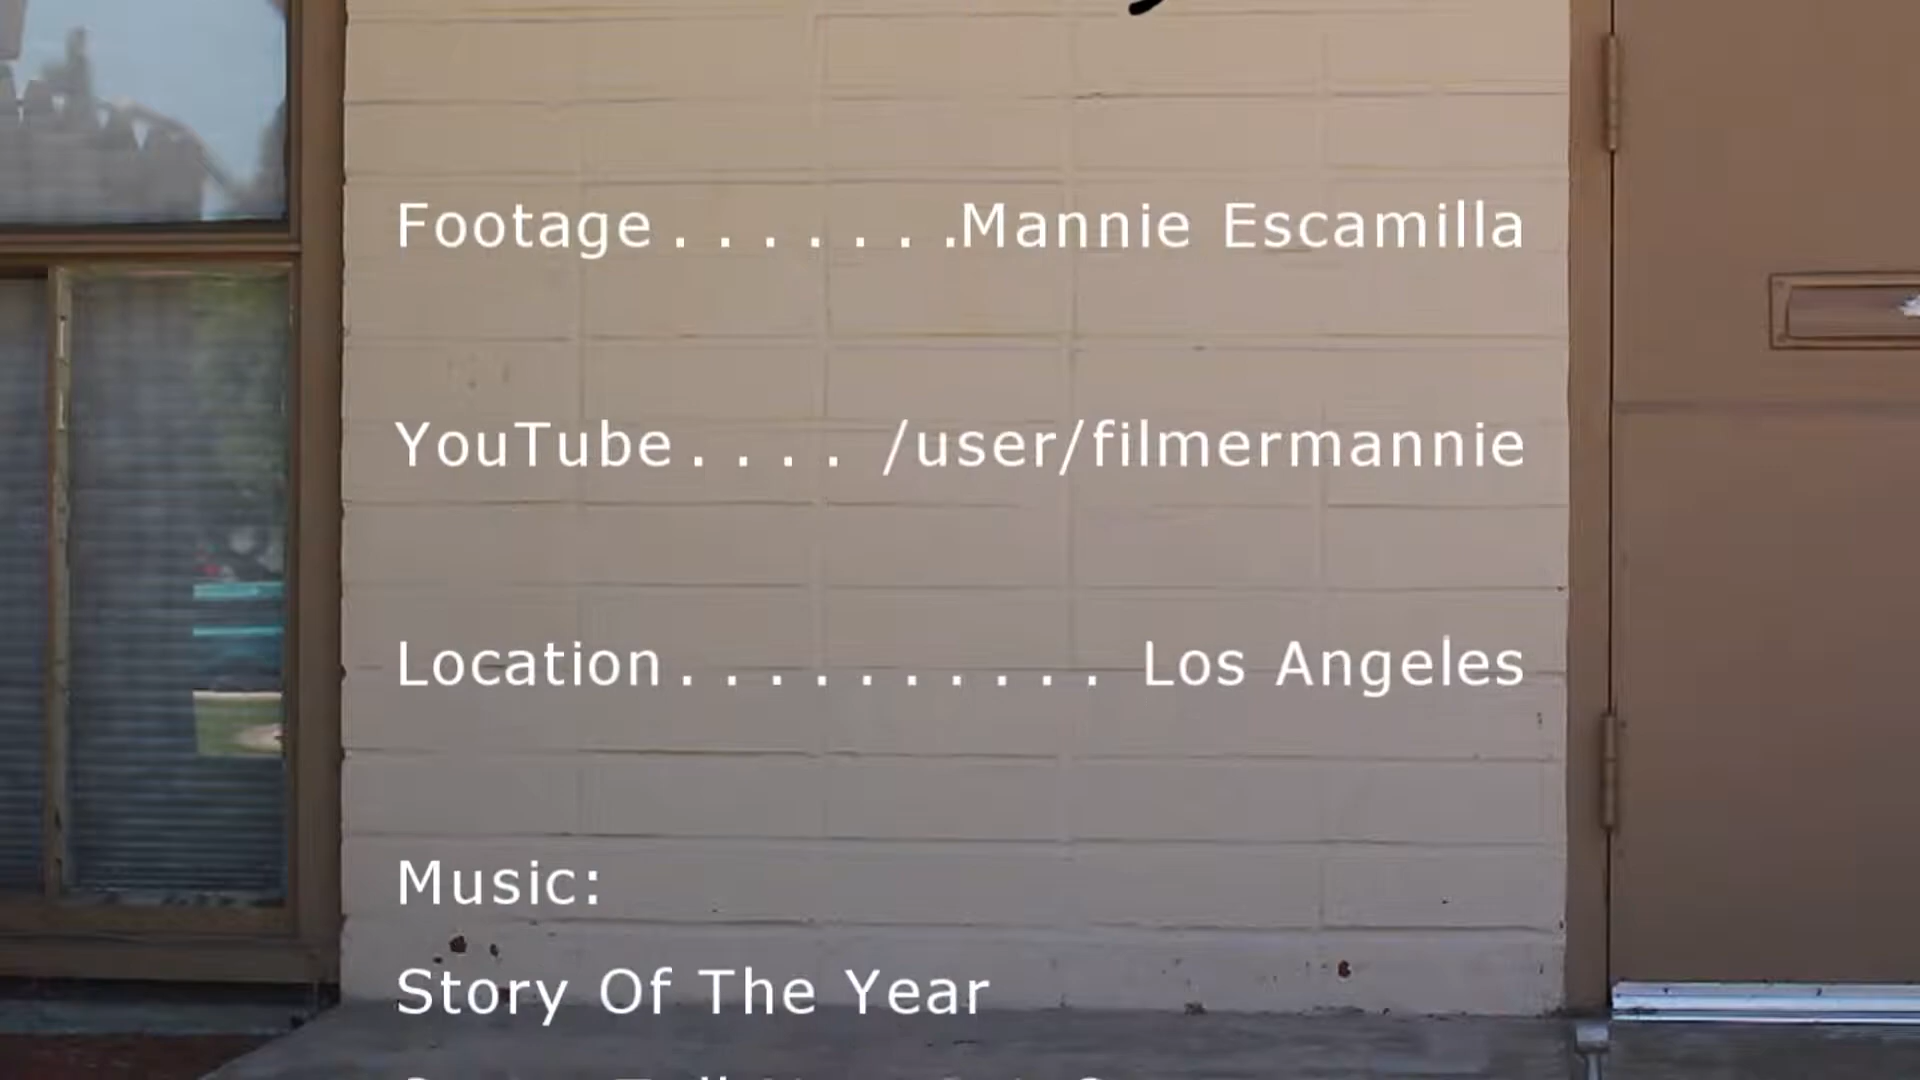 Footage . . . . . . .Mannie Escamilla
YouTube . . . . /user/filmermannie
Location . . . . . . . . . . Los Angeles
Music:
Story Of The Year